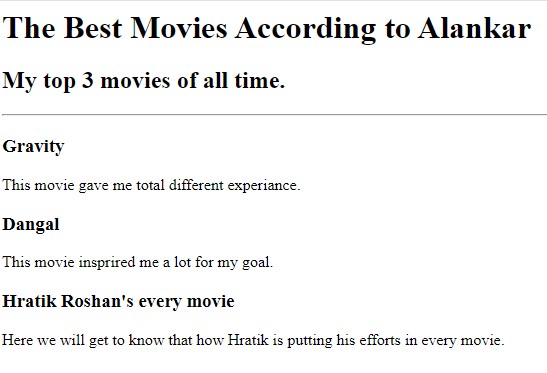 The Best Movies According to Alankar
My top 3 movies of all time.
Gravity
This movie gave me total different experiance.
Dangal
This movie insprired me a lot for my goal.
Hratik Roshan's every movie
Here we will get to know that how Hratik is putting his efforts in every movie.